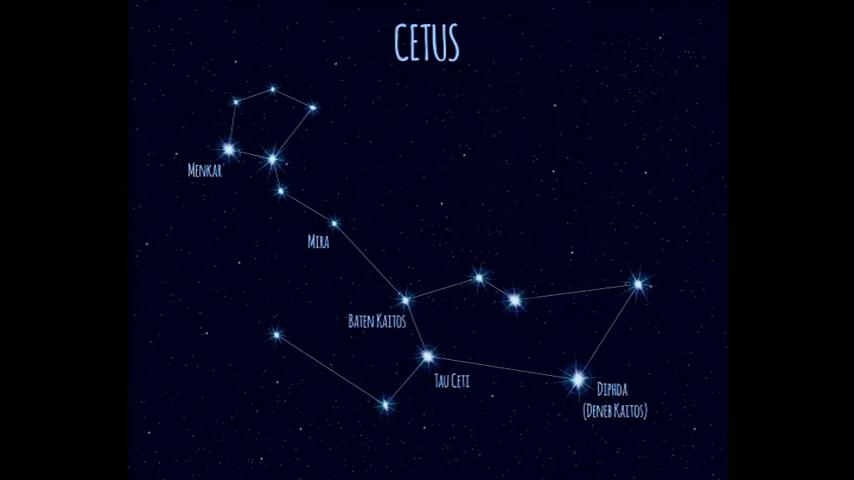 CETUS
MENKAR
MIRA
BATEN KAITOS
TAU CETI
DIPHDA
(DENEB KAITOS)